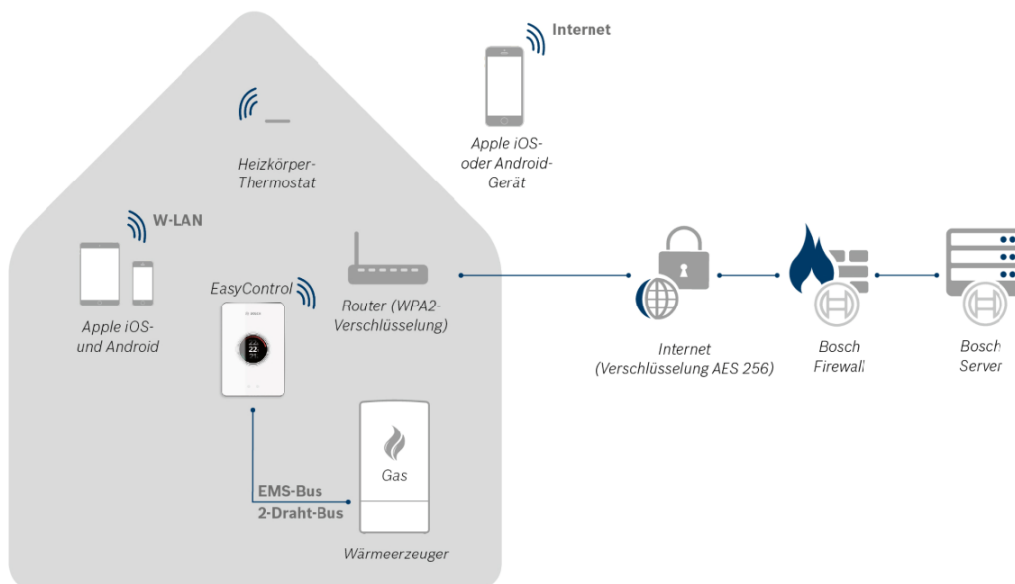 Internet
Apple iOS-
oder Android-
Gerät
Heizkörper-
Thermostat
W-LAN
Apple iOS-
und Android
EasyControl
22
Router (WPA2-
Verschlüsselung)
Internet
(Verschlüsselung AES 256)
Bosch
Firewall
Bosch
Server
Gas
EMS-Bus
2-Draht-Bus
Wärmeerzeuger